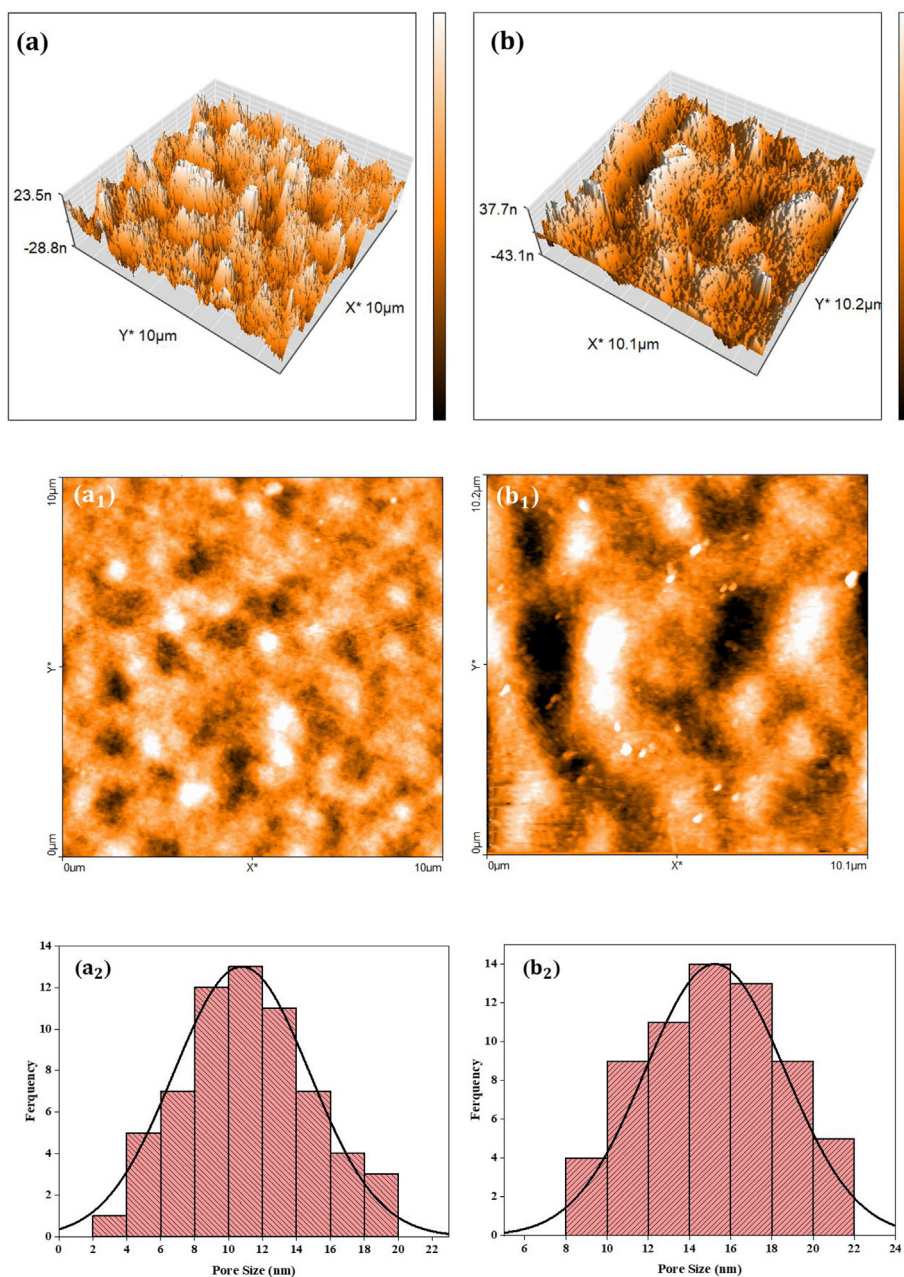 (a)
23.5n
-28.8n
Y* 10µm
X* 10µm
(b)
37.7n
-43.1n
X* 10.1µm
Y* 10.2µm
(a₁)
10µm
Y*
0µm
0um
X*
10µm
(b₁)
10.2µm
Y*
0µm
0µm
X*
10.1µm
(a₂)
14
12
10
8
6
4
2
0
Ferquency
0 2 4 6 8 10 12 14 16 18 20 22
Pore Size (nm)
(b₂)
14
12
10
8
6
4
2
0
Ferquency
6 8 10 12 14 16 18 20 22 24
Pore Size (nm)